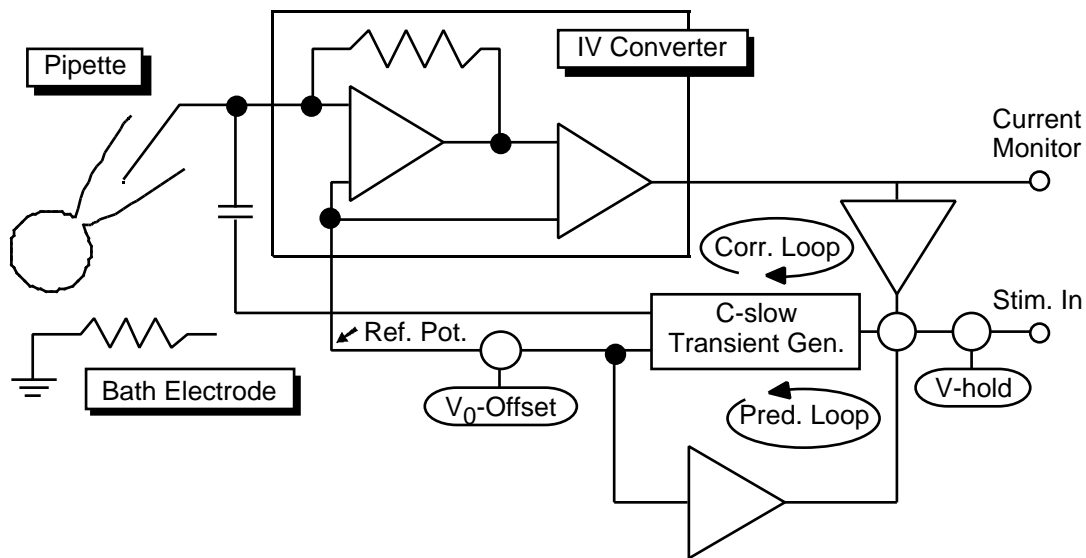 IV Converter
Pipette
Current
Monitor
Corr. Loop
C-slow
Transient Gen.
Stim. In
Ref. Pot.
Bath Electrode
V0-Offset
Pred. Loop
V-hold